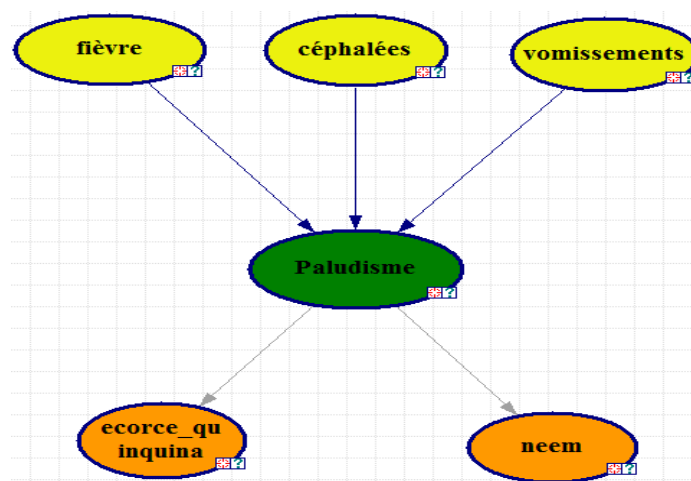 fièvre
céphalées
vomissements
Paludisme
ecorce_qu
inquina
neem